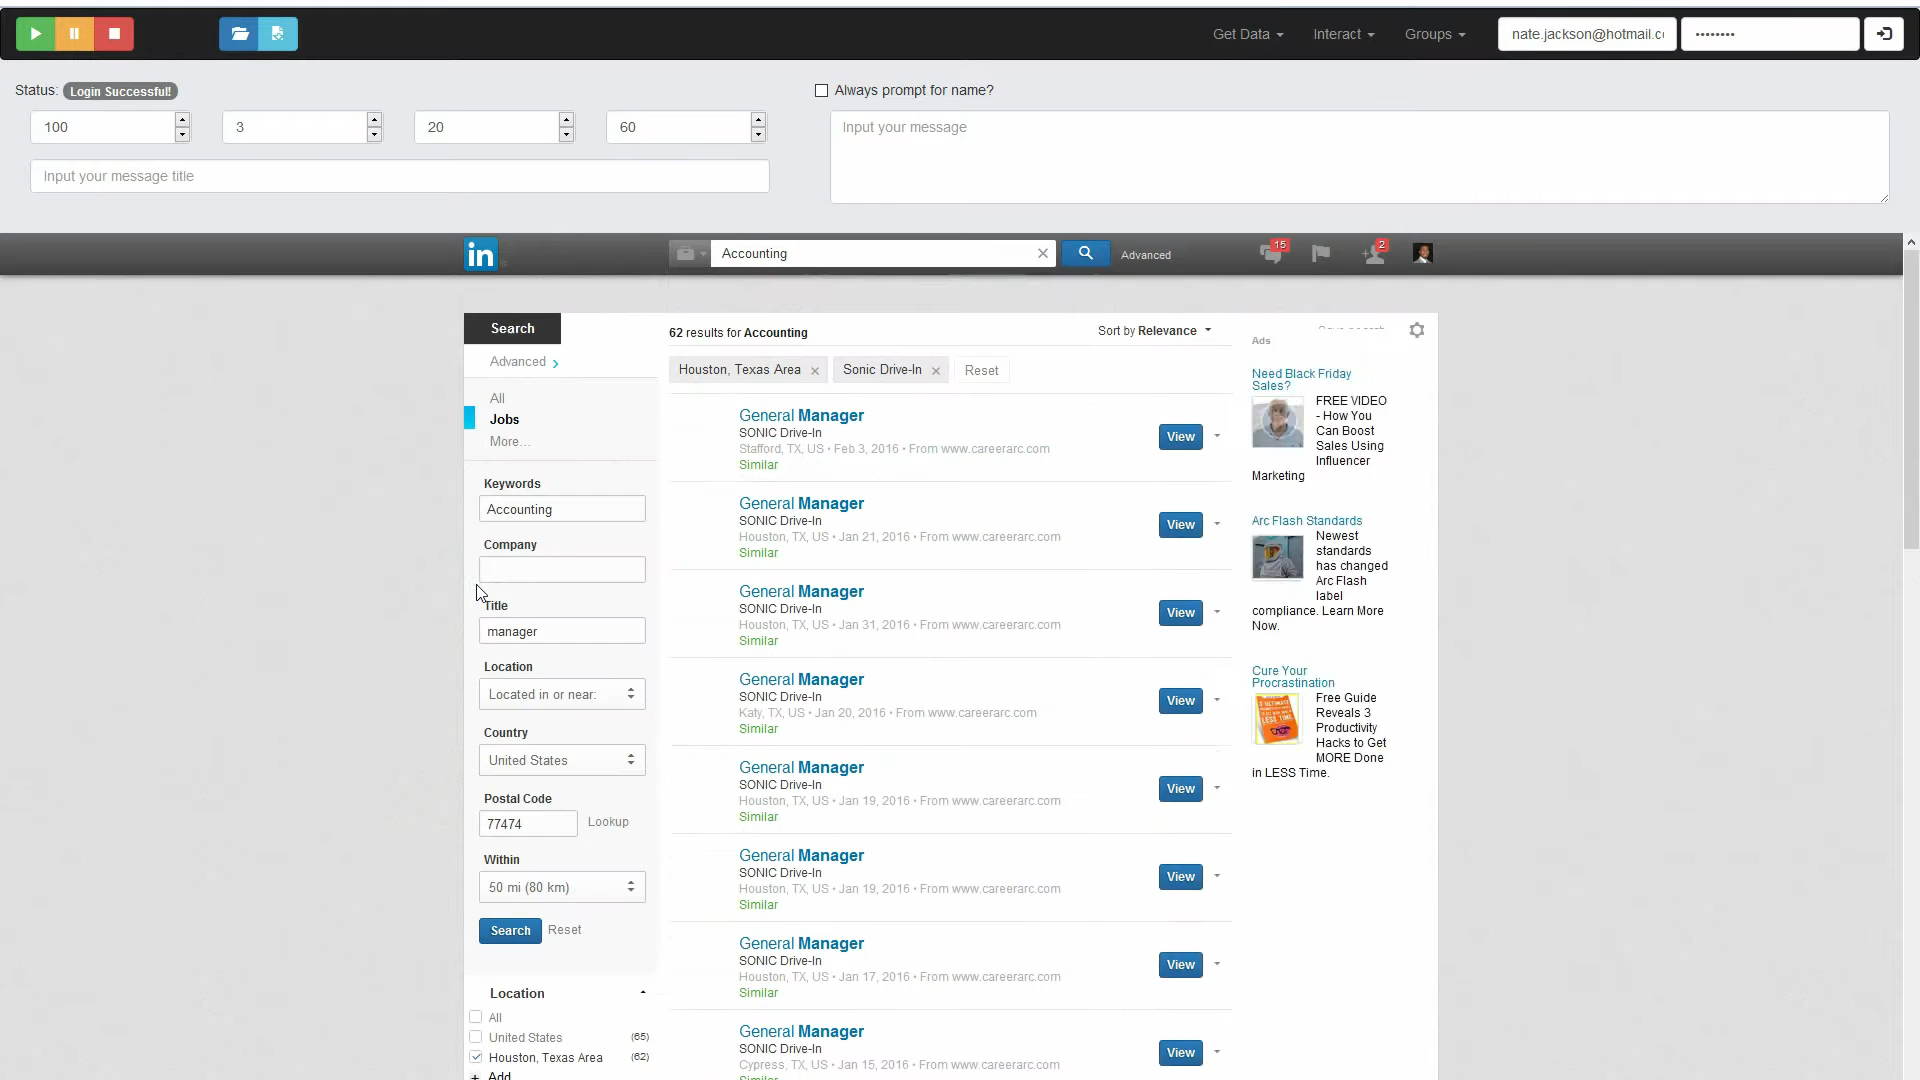 Get Data
Interact
Groups
nate.jackson@hotmail.c
••••••••
Status: Login Successful!
Always prompt for name?
100
3
20
60
Input your message
Input your message title
in
Accounting
Advanced
15
2
Search
Advanced
All
Jobs
More...
Keywords
Accounting
Company
Title
manager
Location
Located in or near:
Country
United States
Postal Code
77474
Lookup
Within
50 mi (80 km)
Search
Reset
Location
All
United States (65)
Houston, Texas Area (62)
+ Add
62 results for Accounting
Sort by Relevance
Houston, Texas Area
Sonic Drive-In
Reset
General Manager
SONIC Drive-In
Stafford, TX, US • Feb 3, 2016 • From www.careerarc.com
Similar
View
General Manager
SONIC Drive-In
Houston, TX, US • Jan 21, 2016 • From www.careerarc.com
Similar
View
General Manager
SONIC Drive-In
Houston, TX, US • Jan 31, 2016 • From www.careerarc.com
Similar
View
General Manager
SONIC Drive-In
Katy, TX, US • Jan 20, 2016 • From www.careerarc.com
Similar
View
General Manager
SONIC Drive-In
Houston, TX, US • Jan 19, 2016 • From www.careerarc.com
Similar
View
General Manager
SONIC Drive-In
Houston, TX, US • Jan 19, 2016 • From www.careerarc.com
Similar
View
General Manager
SONIC Drive-In
Houston, TX, US • Jan 17, 2016 • From www.careerarc.com
Similar
View
General Manager
SONIC Drive-In
Cypress, TX, US • Jan 15, 2016 • From www.careerarc.com
Similar
View
Ads
Need Black Friday
Sales?
FREE VIDEO
- How You
Can Boost
Sales Using
Influencer
Marketing
Arc Flash Standards
Newest
standards
has changed
Arc Flash
label
compliance. Learn More
Now.
Cure Your
Procrastination
Free Guide
Reveals 3
Productivity
Hacks to Get
MORE Done
in LESS Time.